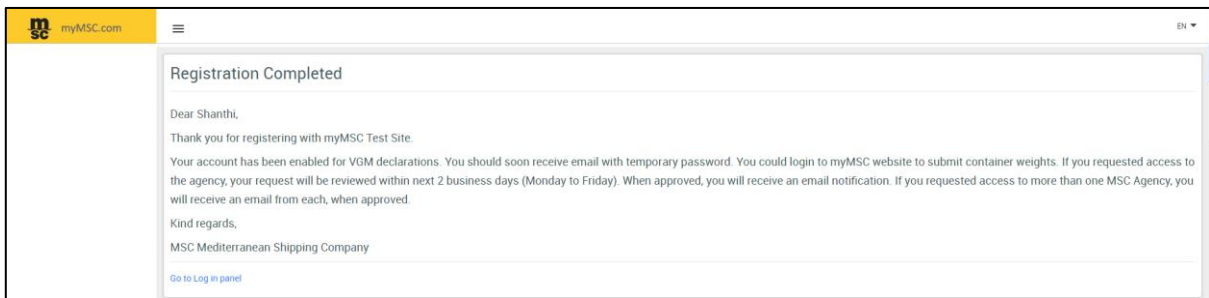 msc myMSC.com
EN
Registration Completed
Dear Shanthi,
Thank you for registering with myMSC Test Site.
Your account has been enabled for VGM declarations. You should soon receive email with temporary password. You could login to myMSC website to submit container weights. If you requested access to
the agency, your request will be reviewed within next 2 business days (Monday to Friday). When approved, you will receive an email notification. If you requested access to more than one MSC Agency, you
will receive an email from each, when approved.
Kind regards,
MSC Mediterranean Shipping Company
Go to Log in panel